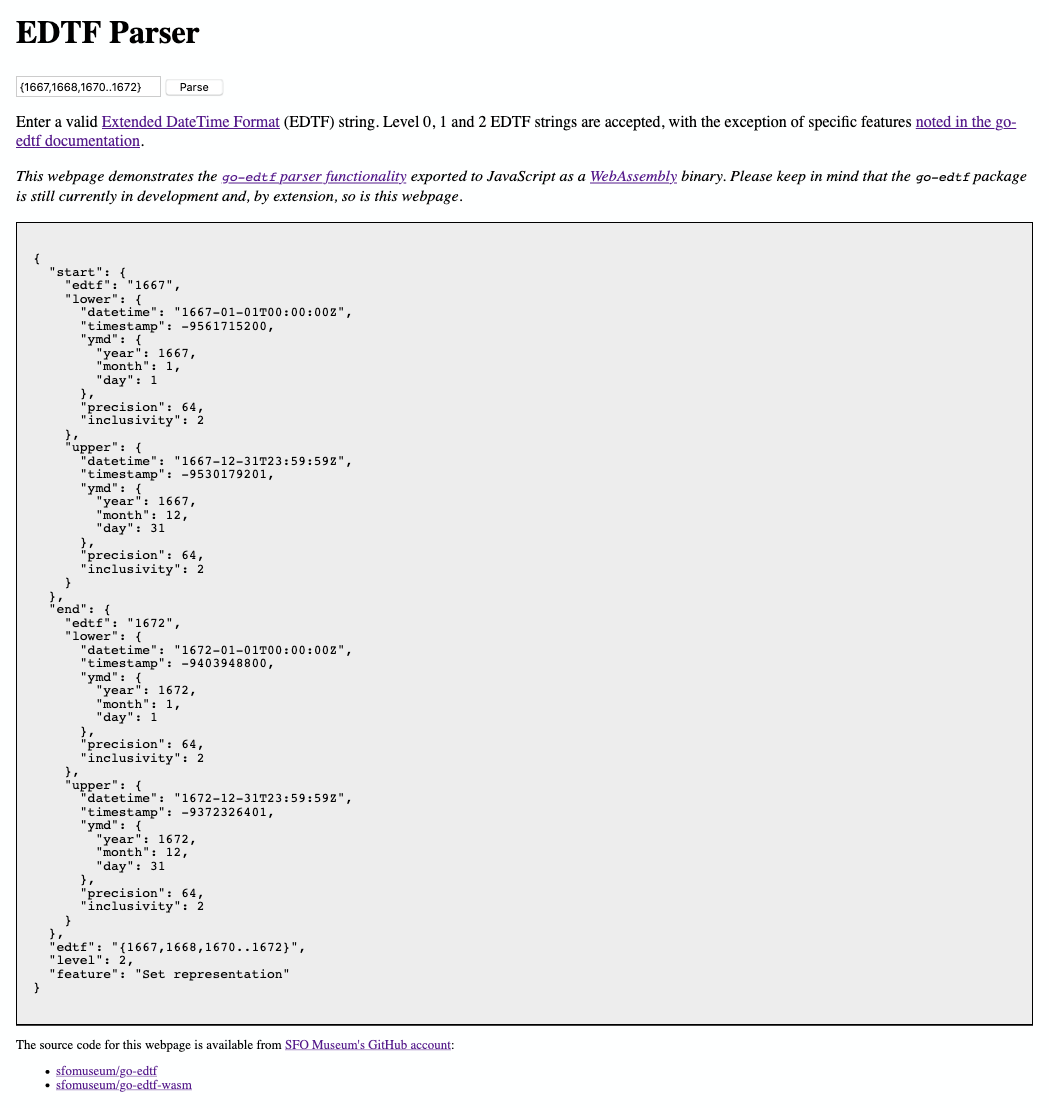 EDTF Parser
{1667,1668,1670..1672} Parse
Enter a valid Extended DateTime Format (EDTF) string. Level 0, 1 and 2 EDTF strings are accepted, with the exception of specific features noted in the go-
edtf documentation.
This webpage demonstrates the go-edtf parser functionality exported to JavaScript as a WebAssembly binary. Please keep in mind that the go-edtf package
is still currently in development and, by extension, so is this webpage.
{
  "start": {
    "edtf": "1667",
    "lower": {
      "datetime": "1667-01-01T00:00:00Z",
      "timestamp": -9561715200,
      "ymd": {
        "year": 1667,
        "month": 1,
        "day": 1
      },
      "precision": 64,
      "inclusivity": 2
    },
    "upper": {
      "datetime": "1667-12-31T23:59:59Z",
      "timestamp": -9530179201,
      "ymd": {
        "year": 1667,
        "month": 12,
        "day": 31
      },
      "precision": 64,
      "inclusivity": 2
    }
  },
  "end": {
    "edtf": "1672",
    "lower": {
      "datetime": "1672-01-01T00:00:00Z",
      "timestamp": -9403948800,
      "ymd": {
        "year": 1672,
        "month": 1,
        "day": 1
      },
      "precision": 64,
      "inclusivity": 2
    },
    "upper": {
      "datetime": "1672-12-31T23:59:59Z",
      "timestamp": -9372326401,
      "ymd": {
        "year": 1672,
        "month": 12,
        "day": 31
      },
      "precision": 64,
      "inclusivity": 2
    }
  },
  "edtf": "{1667,1668,1670..1672}",
  "level": 2,
  "feature": "Set representation"
}
The source code for this webpage is available from SFO Museum's GitHub account:
• sfomuseum/go-edtf
• sfomuseum/go-edtf-wasm